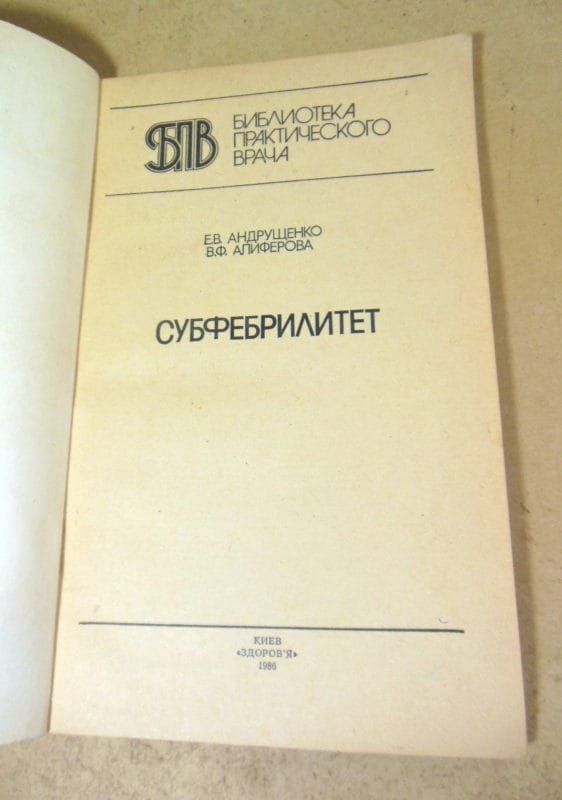 БПВ
БИБЛИОТЕКА
ПРАКТИЧЕСКОГО
ВРАЧА
Е.В. АНДРУЩЕНКО
В.Ф. АЛИФЕРОВА
СУБФЕБРИЛИТЕТ
КИЕВ
«ЗДОРОВ'Я»
1986